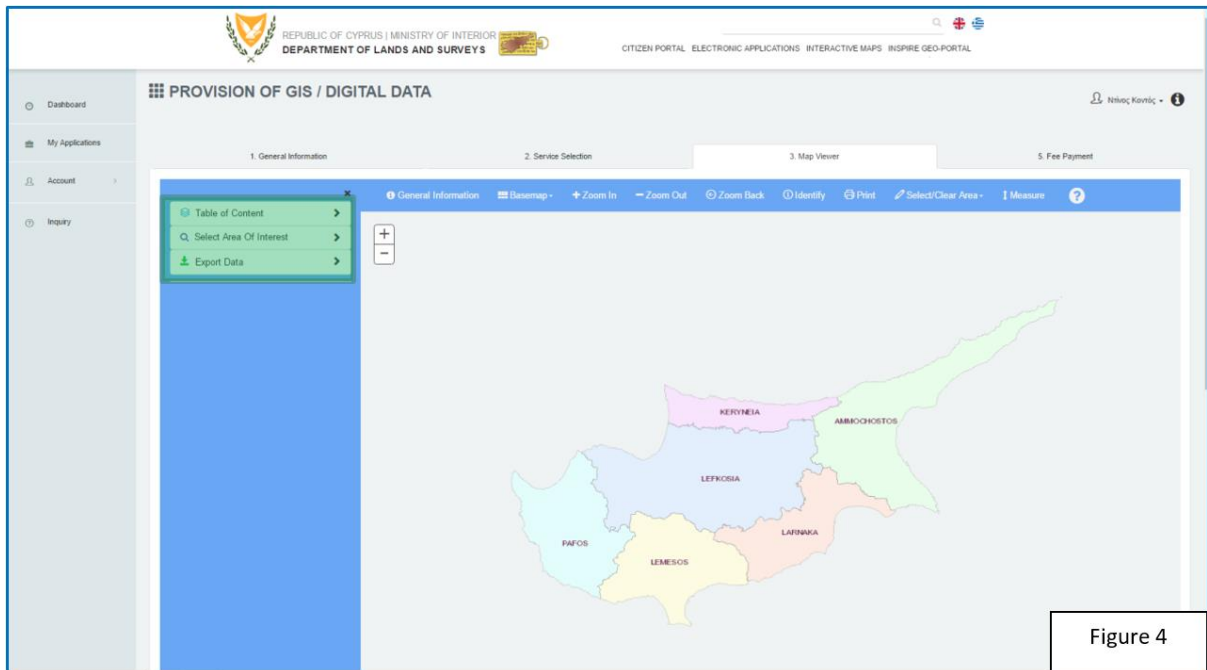 REPUBLIC OF CYPRUS | MINISTRY OF INTERIOR
DEPARTMENT OF LANDS AND SURVEYS
CITIZEN PORTAL ELECTRONIC APPLICATIONS INTERACTIVE MAPS INSPIRE GEO-PORTAL
PROVISION OF GIS / DIGITAL DATA
Ντίνος Κοντός
Dashboard
My Applications
Account
Inquiry
1. General Information
2. Service Selection
3. Map Viewer
5. Fee Payment
General Information Basemap Zoom In Zoom Out Zoom Back Identify Print Select/Clear Area Measure ?
Table of Content
Select Area Of Interest
Export Data
+
−
KERYNEIA
AMMOCHOSTOS
LEFKOSIA
LARNAKA
PAFOS
LEMESOS
Figure 4